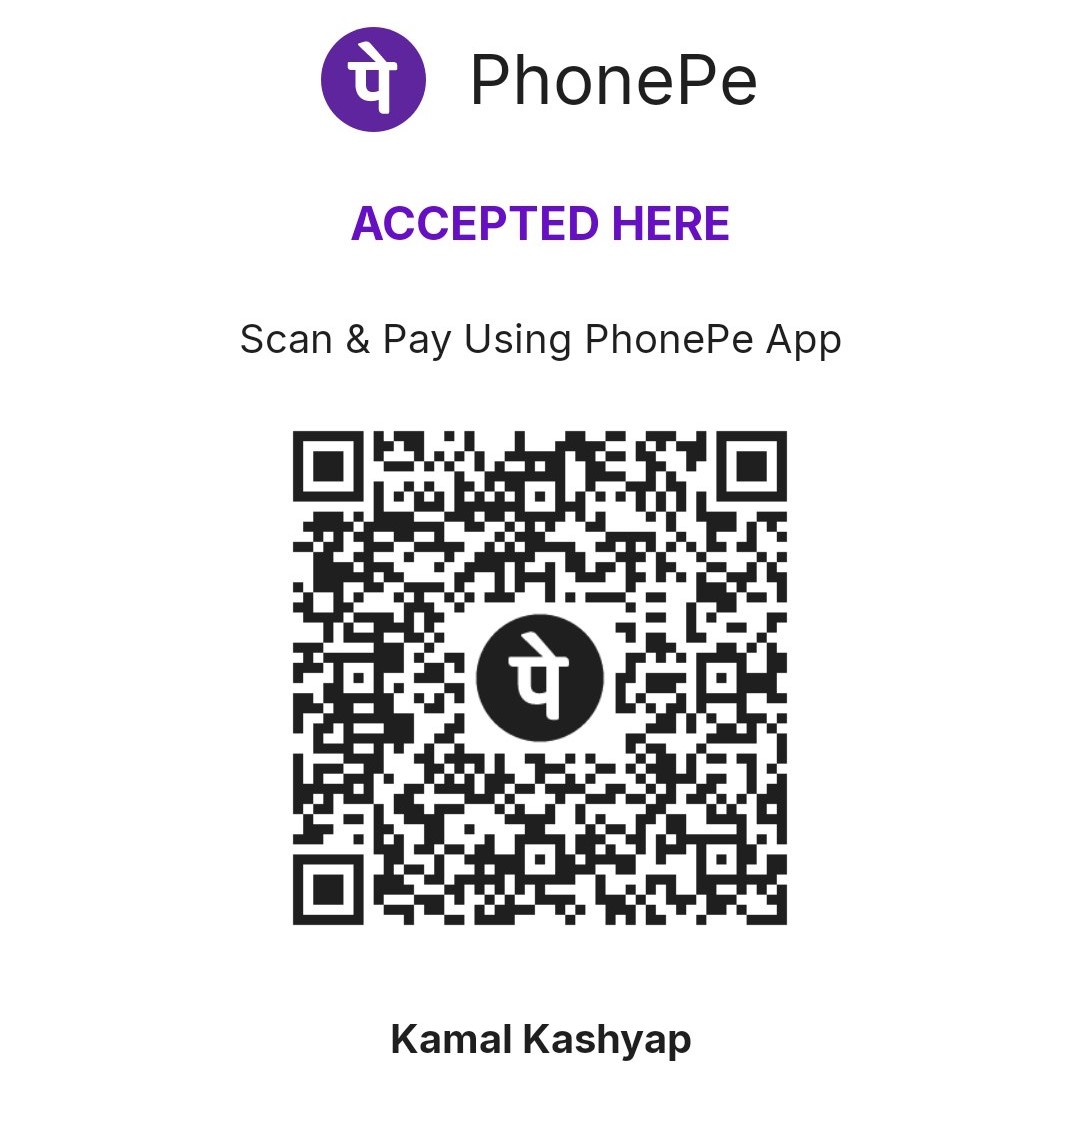 पे PhonePe
ACCEPTED HERE
Scan & Pay Using PhonePe App
पे
Kamal Kashyap